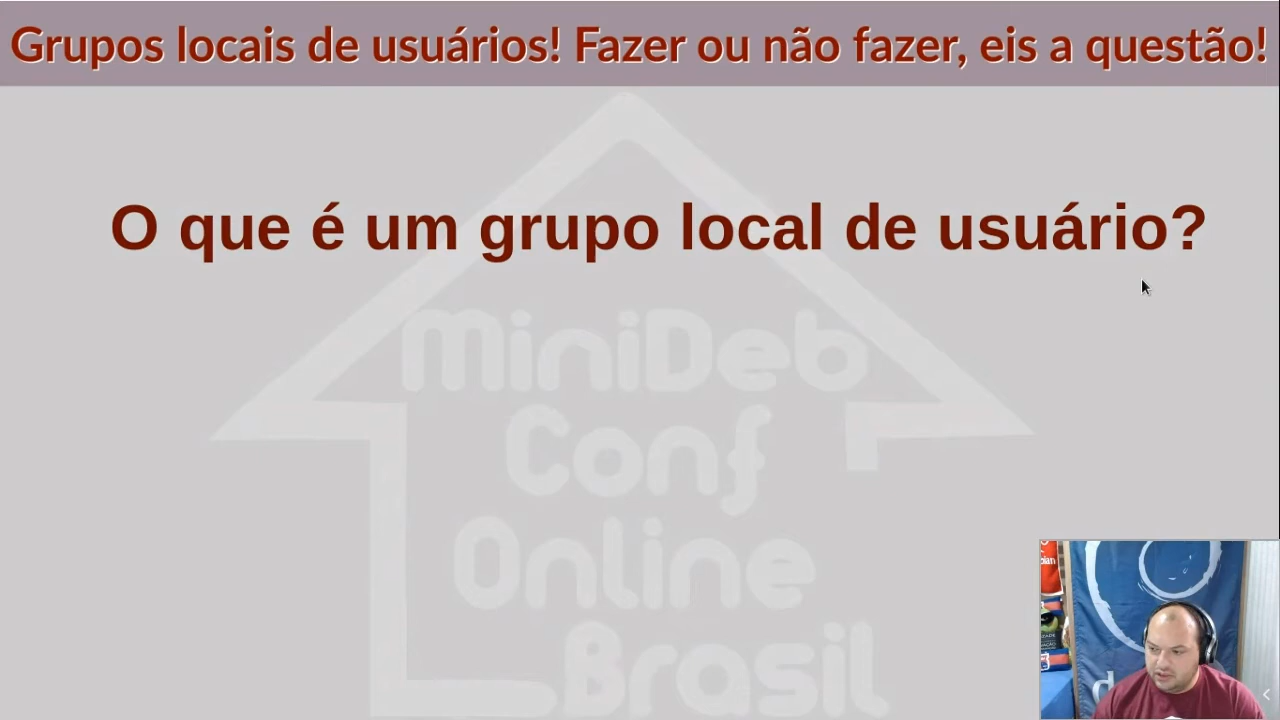 Grupos locais de usuários! Fazer ou não fazer, eis a questão!
O que é um grupo local de usuário?
MiniDeb
Conf
Online
Brasil
d